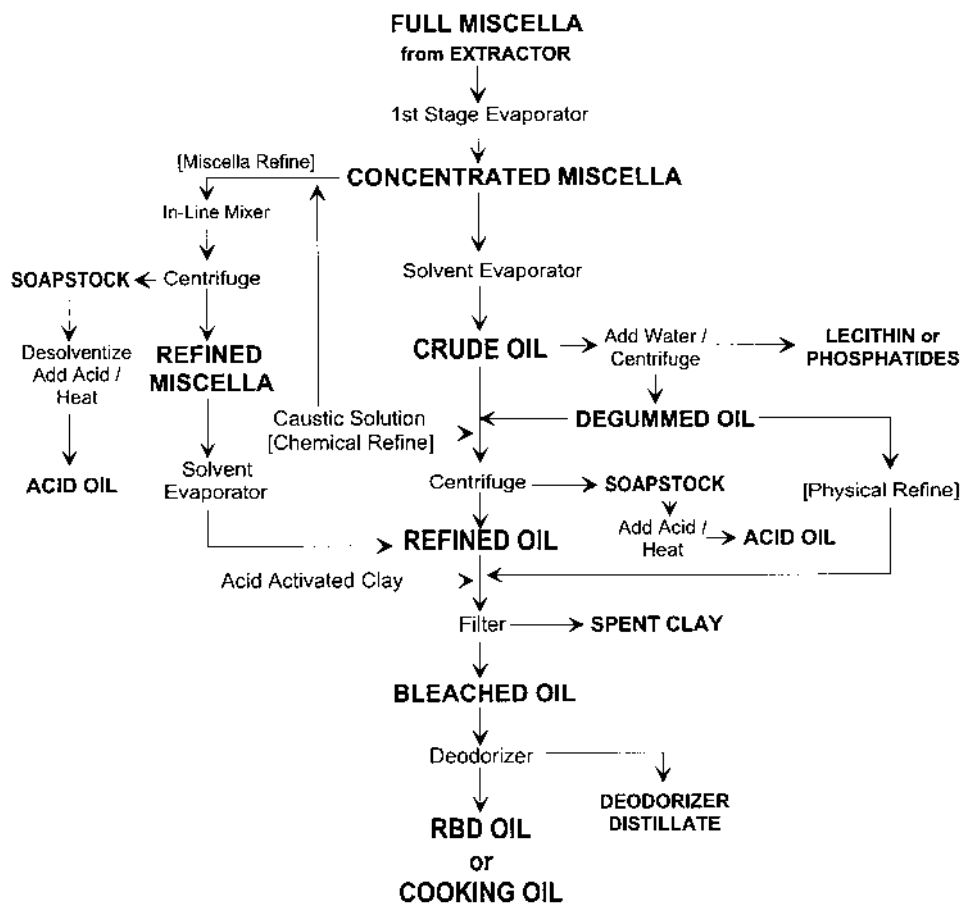 FULL MISCELLA
from EXTRACTOR
1st Stage Evaporator
[Miscella Refine]
CONCENTRATED MISCELLA
In-Line Mixer
SOAPSTOCK
Centrifuge
Solvent Evaporator
Desolventize
Add Acid /
Heat
REFINED
MISCELLA
CRUDE OIL
Add Water /
Centrifuge
LECITHIN or
PHOSPHATIDES
Caustic Solution
[Chemical Refine]
DEGUMMED OIL
ACID OIL
Solvent
Evaporator
Centrifuge
SOAPSTOCK
[Physical Refine]
REFINED OIL
Add Acid /
Heat
ACID OIL
Acid Activated Clay
Filter
SPENT CLAY
BLEACHED OIL
Deodorizer
DEODORIZER
DISTILLATE
RBD OIL
or
COOKING OIL